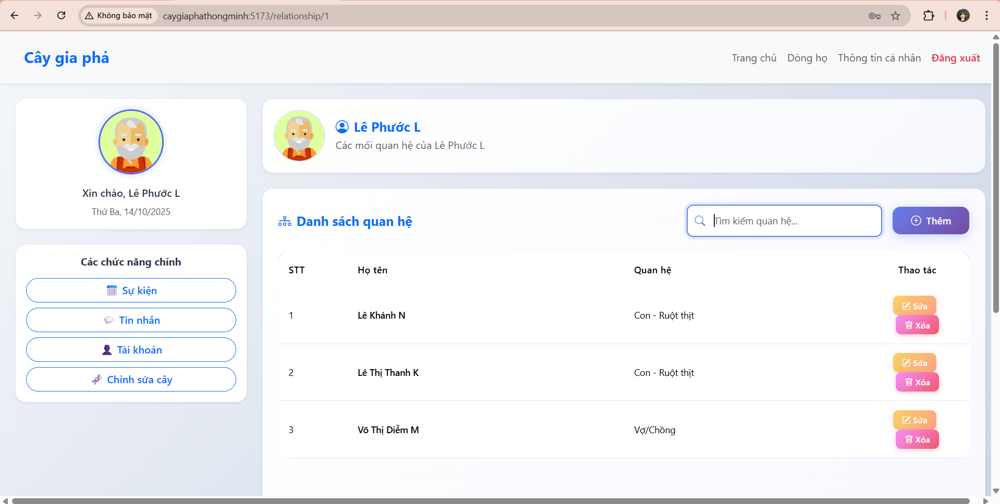 Không bảo mật
caygiaphathongminh:5173/relationship/1
Cây gia phả
Trang chủ
Dòng họ
Thông tin cá nhân
Đăng xuất
Xin chào, Lê Phước L
Thứ Ba, 14/10/2025
Các chức năng chính
Sự kiện
Tin nhắn
Tài khoản
Chỉnh sửa cây
Lê Phước L
Các mối quan hệ của Lê Phước L
Danh sách quan hệ
Tìm kiếm quan hệ...
Thêm
STT Họ tên Quan hệ Thao tác
1 Lê Khánh N Con - Ruột thịt
Sửa
Xóa
2 Lê Thị Thanh K Con - Ruột thịt
Sửa
Xóa
3 Võ Thị Diễm M Vợ/Chồng
Sửa
Xóa